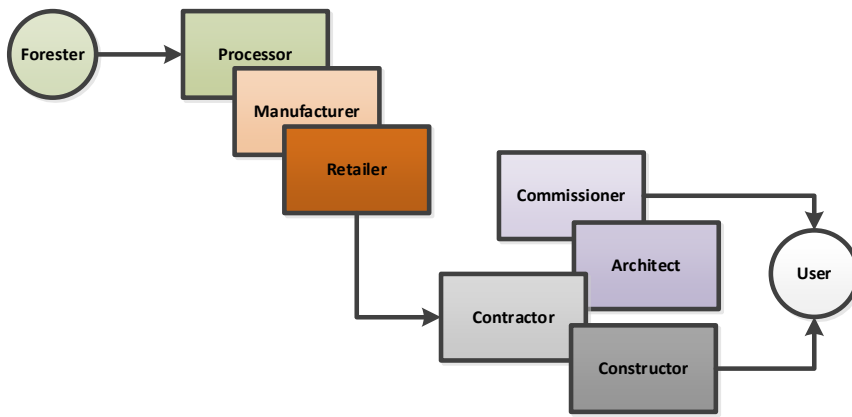 Forester
Processor
Manufacturer
Retailer
Commissioner
Architect
User
Contractor
Constructor